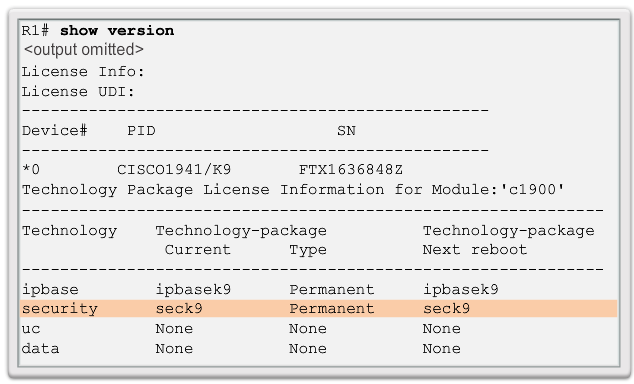 R1# show version
<output omitted>
License Info:
License UDI:
-------------------------------------------------
Device#    PID                   SN
-------------------------------------------------
*0        CISCO1941/K9       FTX1636848Z
Technology Package License Information for Module:'c1900'
-------------------------------------------------------------
Technology    Technology-package          Technology-package
               Current      Type          Next reboot
-------------------------------------------------------------
ipbase        ipbasek9      Permanent     ipbasek9
security      seck9         Permanent     seck9
uc            None          None          None
data          None          None          None